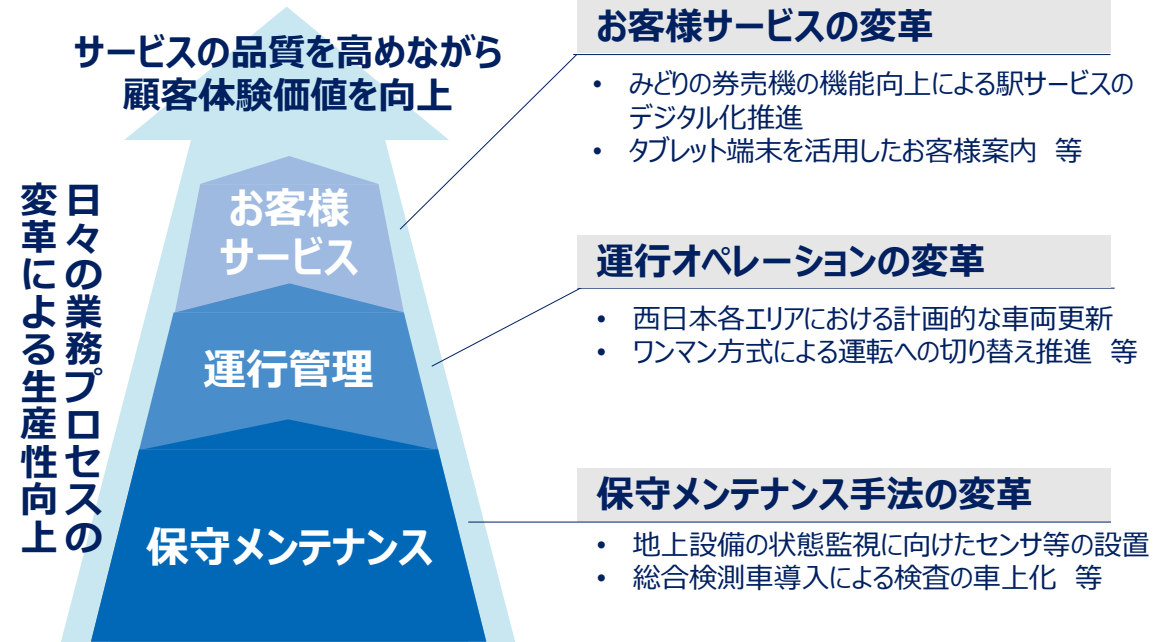 サービスの品質を高めながら
顧客体験価値を向上
日々の業務プロセスの
変革による生産性向上
お客様
サービス
運行管理
保守メンテナンス
お客様サービスの変革
• みどりの券売機の機能向上による駅サービスの
デジタル化推進
• タブレット端末を活用したお客様案内　等
運行オペレーションの変革
• 西日本各エリアにおける計画的な車両更新
• ワンマン方式による運転への切り替え推進　等
保守メンテナンス手法の変革
• 地上設備の状態監視に向けたセンサ等の設置
• 総合検測車導入による検査の車上化　等